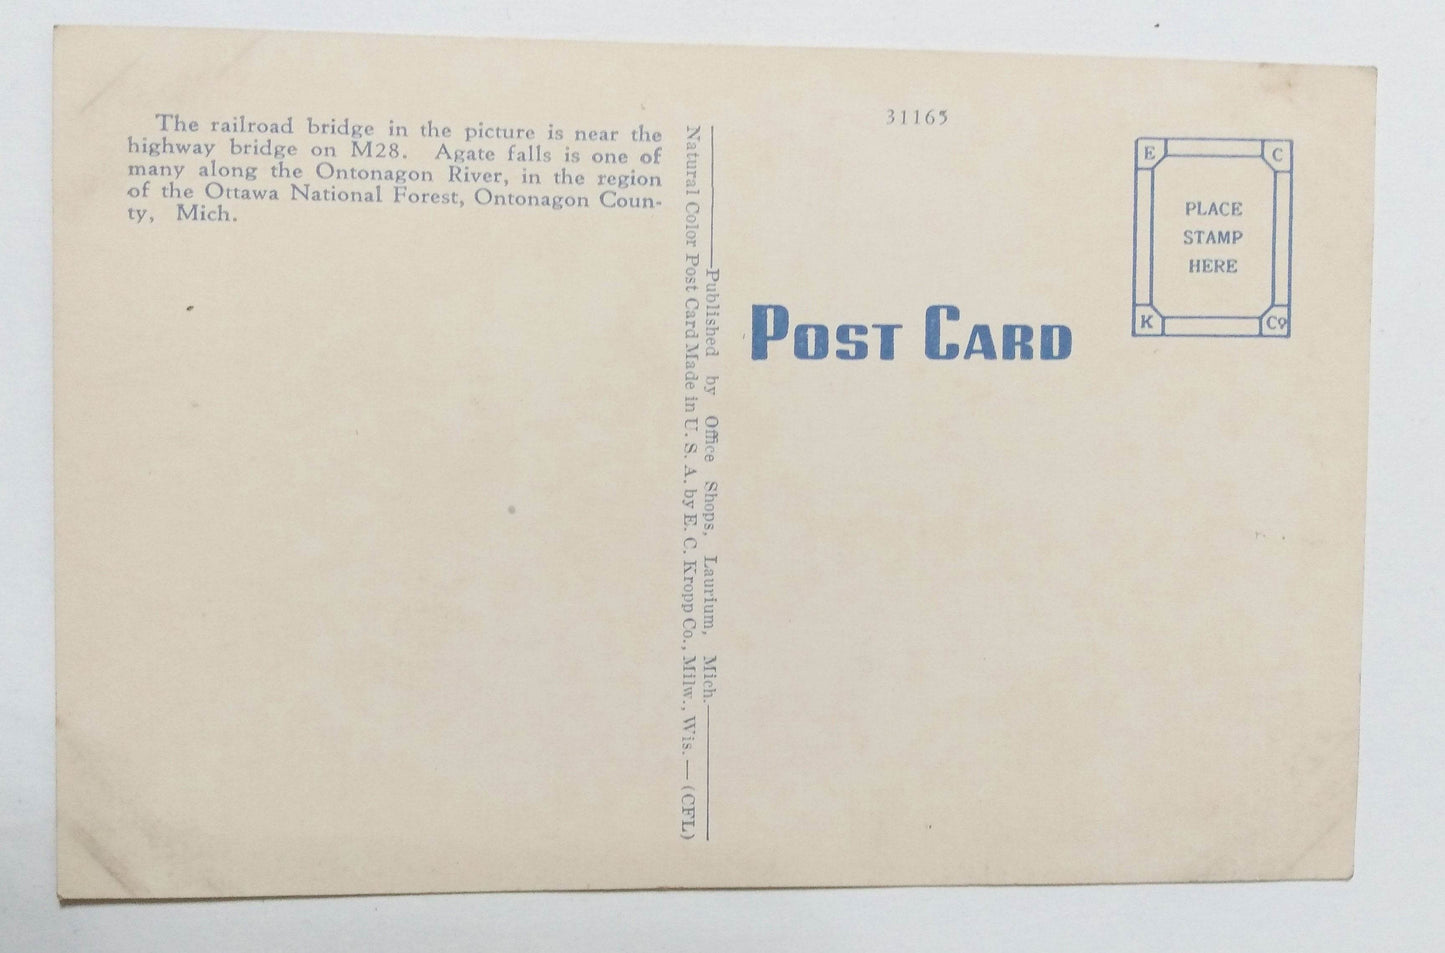 The railroad bridge in the picture is near the
highway bridge on M28. Agate falls is one of
many along the Ontonagon River, in the region
of the Ottawa National Forest, Ontonagon Coun-
ty, Mich.
Published by Office Shops, Laurium, Mich.
Natural Color Post Card Made in U. S. A. by E. C. Kropp Co., Milw., Wis. — (CFL)
31165
POST CARD
E C
PLACE
STAMP
HERE
K Co